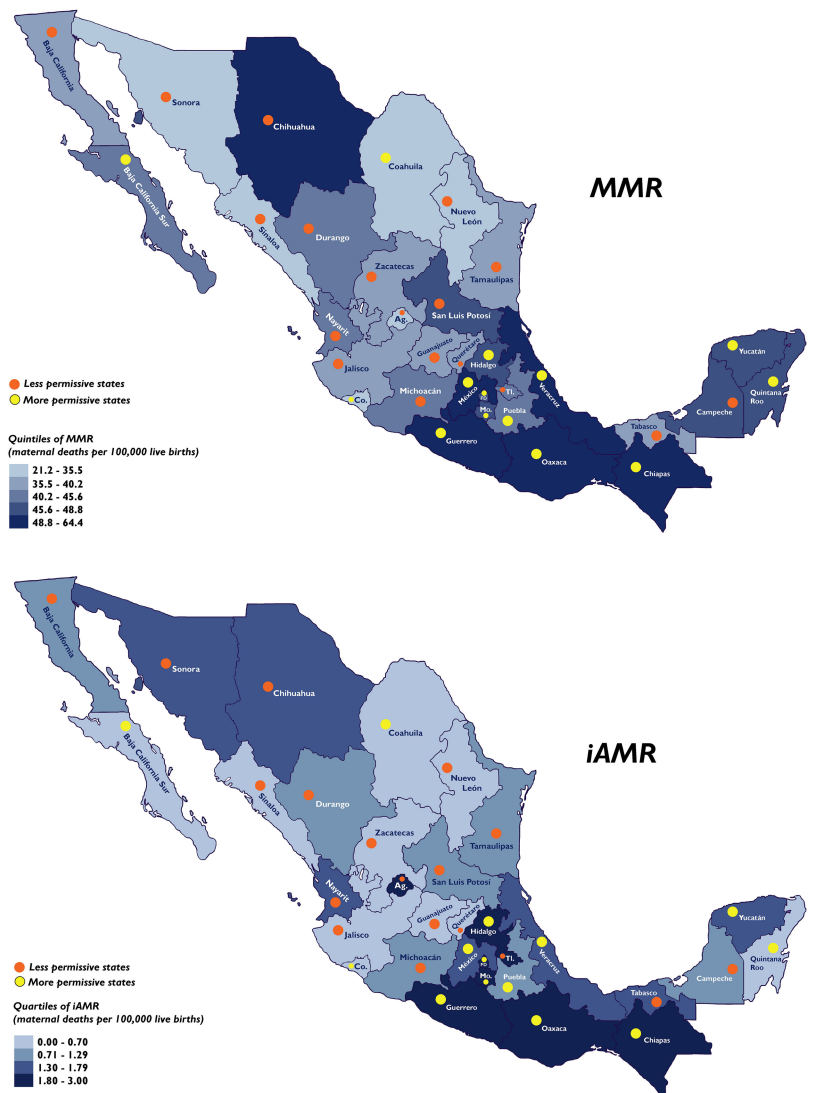 Baja California
Sonora
Chihuahua
Coahuila
Baja California Sur
MMR
Nuevo
León
Durango
Sinaloa
Zacatecas
Tamaulipas
San Luis Potosí
Ag.
Nayarit
Guanajuato
Querétaro
Hidalgo
Yucatán
Jalisco
Less permissive states
More permissive states
Michoacán
México
Tl.
Veracruz
Quintana
Roo
Co.
Mo.
Puebla
Campeche
Tabasco
Guerrero
Oaxaca
Chiapas
Quintiles of MMR
(maternal deaths per 100,000 live births)
21.2 - 35.5
35.5 - 40.2
40.2 - 45.6
45.6 - 48.8
48.8 - 64.4
Baja California
Sonora
Chihuahua
Coahuila
Baja California Sur
iAMR
Nuevo
León
Durango
Sinaloa
Zacatecas
Tamaulipas
San Luis Potosí
Ag.
Nayarit
Guanajuato
Querétaro
Hidalgo
Yucatán
Jalisco
Less permissive states
More permissive states
Michoacán
México
Tl.
Veracruz
Quintana
Roo
Co.
Mo.
Puebla
Campeche
Tabasco
Guerrero
Oaxaca
Chiapas
Quartiles of iAMR
(maternal deaths per 100,000 live births)
0.00 - 0.70
0.71 - 1.29
1.30 - 1.79
1.80 - 3.00